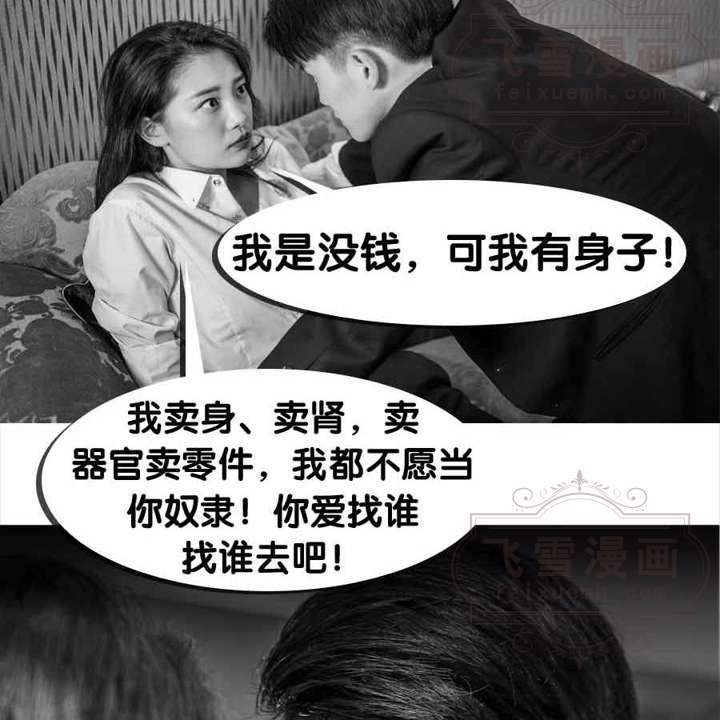 飞雪漫画
feixuemh.com
我是没钱，可我有身子！
我卖身、卖肾，卖
器官卖零件，我都不愿当
你奴隶！你爱找谁
找谁去吧！
飞雪漫画
feixuemh.com